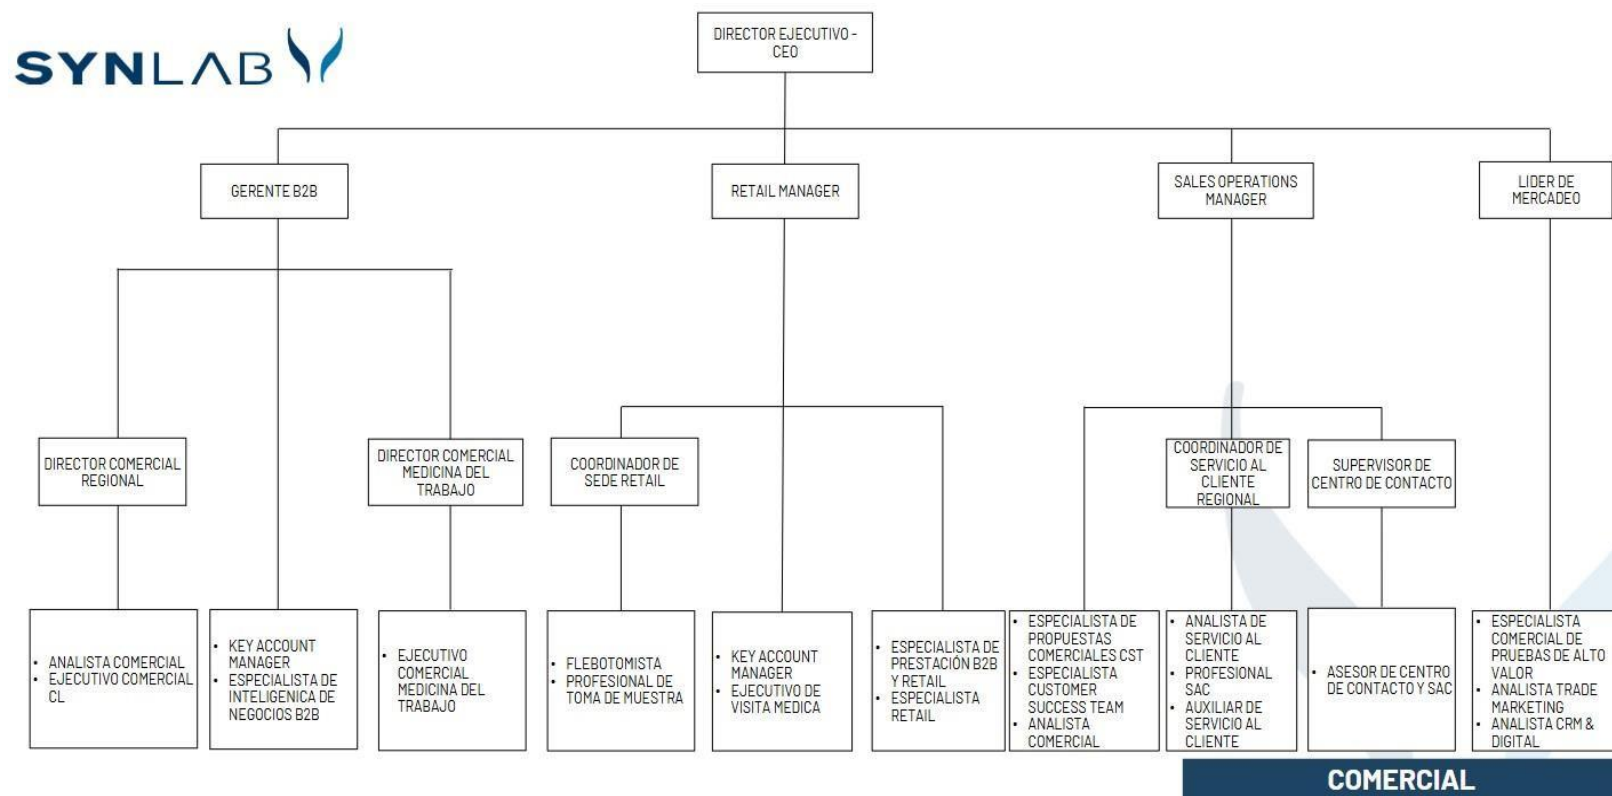 SYNLAB
DIRECTOR EJECUTIVO -
CEO
GERENTE B2B
RETAIL MANAGER
SALES OPERATIONS
MANAGER
LIDER DE
MERCADEO
DIRECTOR COMERCIAL
REGIONAL
DIRECTOR COMERCIAL
MEDICINA DEL
TRABAJO
COORDINADOR DE
SEDE RETAIL
COORDINADOR DE
SERVICIO AL
CLIENTE
REGIONAL
SUPERVISOR DE
CENTRO DE CONTACTO
• ANALISTA COMERCIAL
• EJECUTIVO COMERCIAL
CL
• KEY ACCOUNT
MANAGER
• ESPECIALISTA DE
INTELIGENICA DE
NEGOCIOS B2B
• EJECUTIVO
COMERCIAL
MEDICINA DEL
TRABAJO
• FLEBOTOMISTA
• PROFESIONAL DE
TOMA DE MUESTRA
• KEY ACCOUNT
MANAGER
• EJECUTIVO DE
VISITA MEDICA
• ESPECIALISTA DE
PRESTACIÓN B2B
Y RETAIL
• ESPECIALISTA
RETAIL
• ESPECIALISTA DE
PROPUESTAS
COMERCIALES CST
• ESPECIALISTA
CUSTOMER
SUCCESS TEAM
• ANALISTA
COMERCIAL
• ANALISTA DE
SERVICIO AL
CLIENTE
• PROFESIONAL
SAC
• AUXILIAR DE
SERVICIO AL
CLIENTE
• ASESOR DE CENTRO
DE CONTACTO Y SAC
• ESPECIALISTA
COMERCIAL DE
PRUEBAS DE ALTO
VALOR
• ANALISTA TRADE
MARKETING
• ANALISTA CRM &
DIGITAL
COMERCIAL